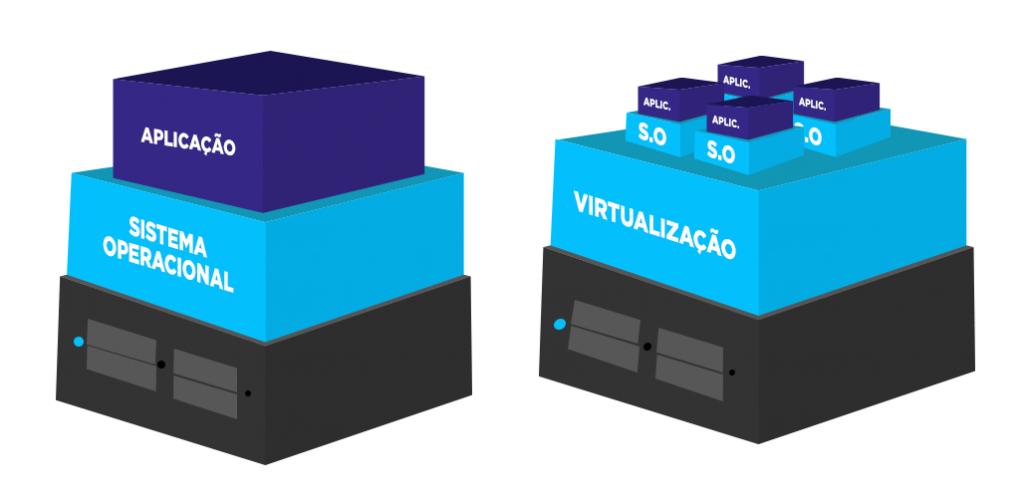 APLICAÇÃO
SISTEMA
OPERACIONAL
APLIC.
APLIC.
APLIC.
APLIC.
S.O
S.O
.O
VIRTUALIZAÇÃO